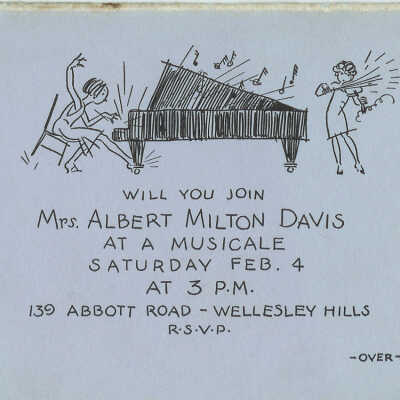 WILL YOU JOIN
Mrs. ALBERT MILTON DAVIS
AT A MUSICALE
SATURDAY FEB. 4
AT 3 P.M.
139 ABBOTT ROAD - WELLESLEY HILLS
R.S.V.P.
-OVER-